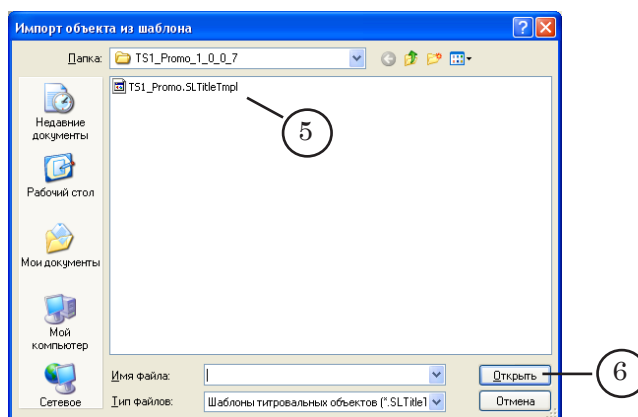 Импорт объекта из шаблона
Папка: TS1_Promo_1_0_0_7
TS1_Promo.SLTitleTmpl
5
Недавние
документы
Рабочий стол
Мои документы
Мой
компьютер
Сетевое
Имя файла:
Открыть
6
Тип файлов: Шаблоны титровальных объектов (*.SLTitleT
Отмена